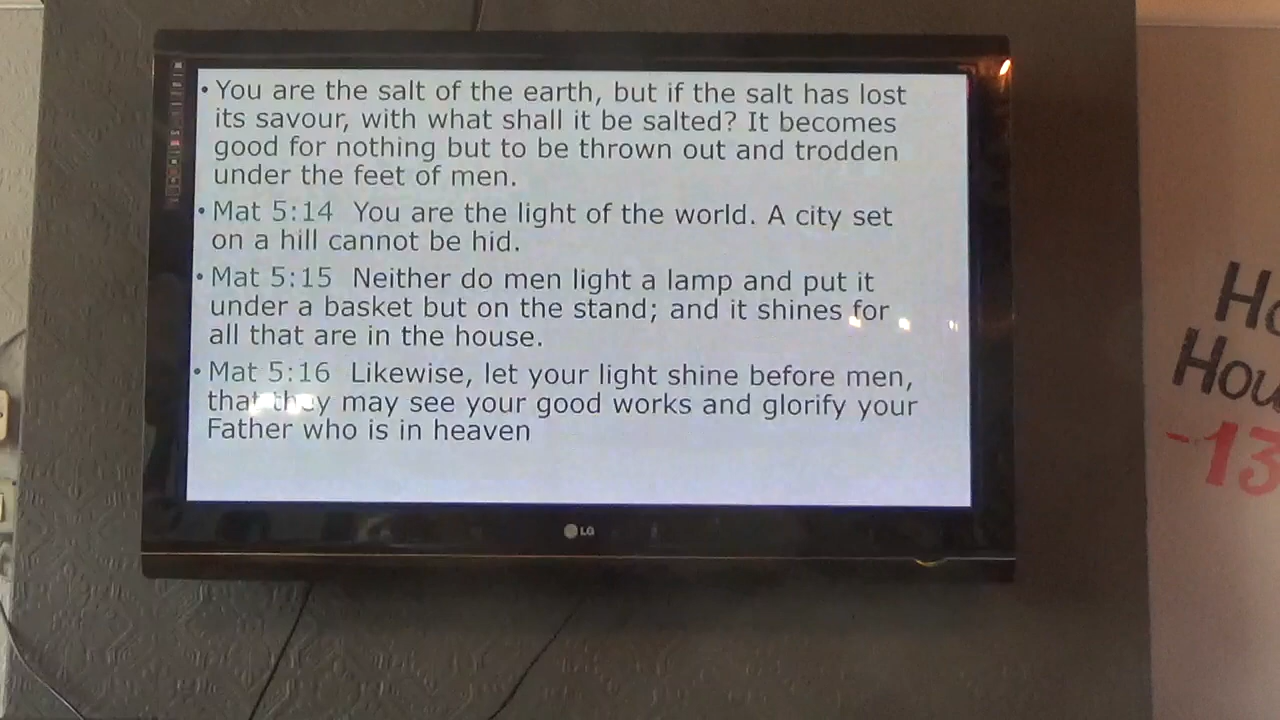 • You are the salt of the earth, but if the salt has lost
its savour, with what shall it be salted? It becomes
good for nothing but to be thrown out and trodden
under the feet of men.
• Mat 5:14 You are the light of the world. A city set
on a hill cannot be hid.
• Mat 5:15 Neither do men light a lamp and put it
under a basket but on the stand; and it shines for
all that are in the house.
• Mat 5:16 Likewise, let your light shine before men,
that they may see your good works and glorify your
Father who is in heaven
LG
-13